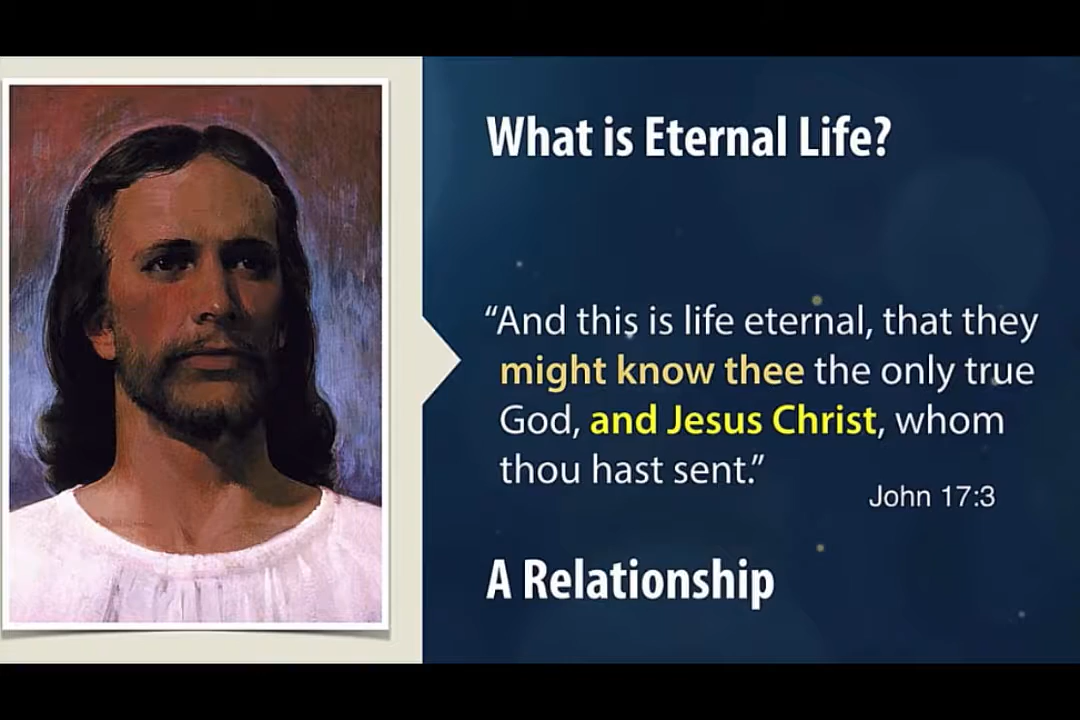 What is Eternal Life?
“And this is life eternal, that they
might know thee the only true
God, and Jesus Christ, whom
thou hast sent.”
John 17:3
A Relationship